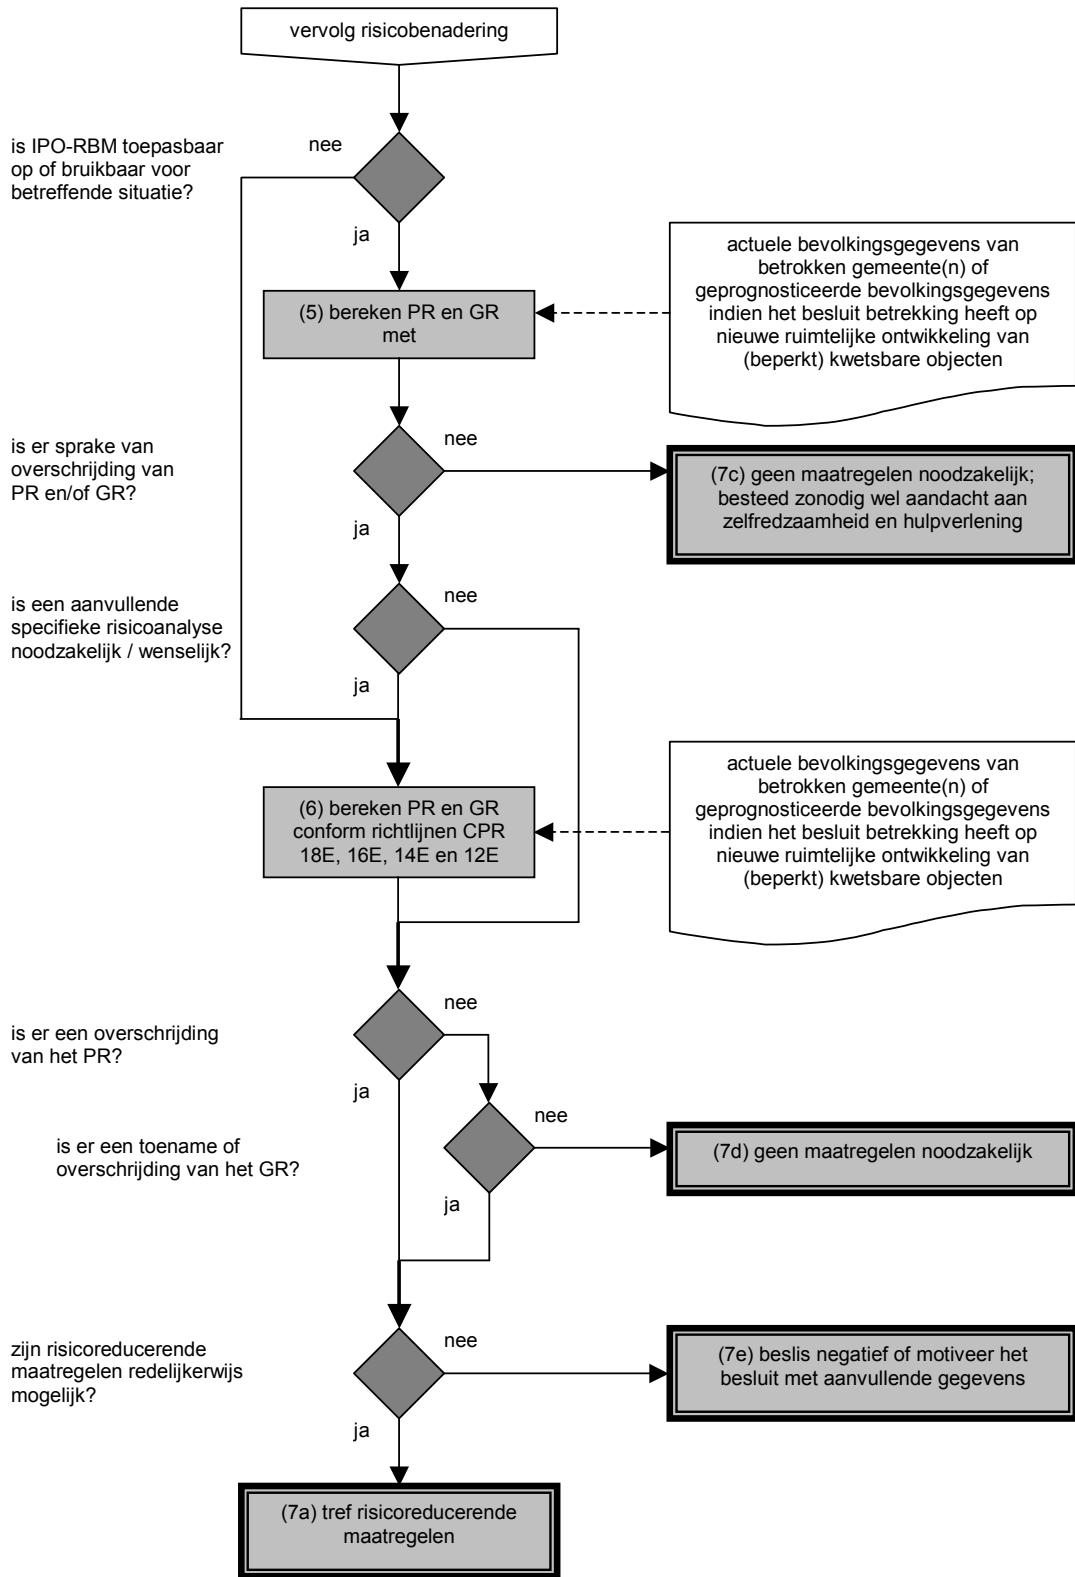 vervolg risicobenadering
is IPO-RBM toepasbaar
op of bruikbaar voor
betreffende situatie?
nee
ja
actuele bevolkingsgegevens van
betrokken gemeente(n) of
geprognosticeerde bevolkingsgegevens
indien het besluit betrekking heeft op
nieuwe ruimtelijke ontwikkeling van
(beperkt) kwetsbare objecten
(5) bereken PR en GR
met
is er sprake van
overschrijding van
PR en/of GR?
nee
ja
(7c) geen maatregelen noodzakelijk;
besteed zonodig wel aandacht aan
zelfredzaamheid en hulpverlening
is een aanvullende
specifieke risicoanalyse
noodzakelijk / wenselijk?
nee
ja
actuele bevolkingsgegevens van
betrokken gemeente(n) of
geprognosticeerde bevolkingsgegevens
indien het besluit betrekking heeft op
nieuwe ruimtelijke ontwikkeling van
(beperkt) kwetsbare objecten
(6) bereken PR en GR
conform richtlijnen CPR
18E, 16E, 14E en 12E
is er een overschrijding
van het PR?
nee
ja
is er een toename of
overschrijding van het GR?
nee
ja
(7d) geen maatregelen noodzakelijk
zijn risicoreducerende
maatregelen redelijkerwijs
mogelijk?
nee
ja
(7e) beslis negatief of motiveer het
besluit met aanvullende gegevens
(7a) tref risicoreducerende
maatregelen